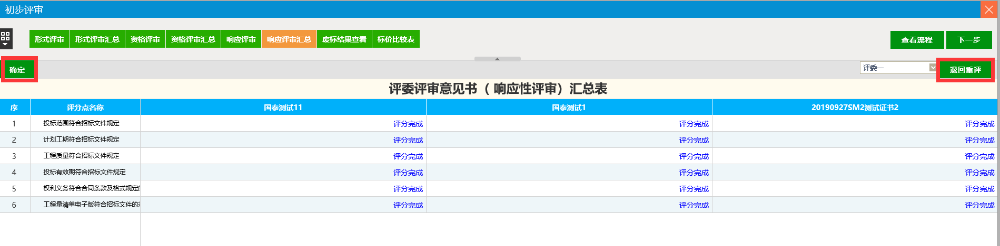 初步评审
形式评审 形式评审汇总 资格评审 资格评审汇总 响应评审 响应评审汇总 废标结果查看 标价比较表 查看流程 下一步
确定 评委一 退回重评
评委评审意见书（ 响应性评审）汇总表
序 评分点名称 国泰测试11 国泰测试1 20190927SM2测试证书2
1 投标范围符合招标文件规定 评分完成 评分完成 评分完成
2 计划工期符合招标文件规定 评分完成 评分完成 评分完成
3 工程质量符合招标文件规定 评分完成 评分完成 评分完成
4 投标有效期符合招标文件规定 评分完成 评分完成 评分完成
5 权利义务符合合同条款及格式规定 评分完成 评分完成 评分完成
6 工程量清单电子版符合招标文件的 评分完成 评分完成 评分完成